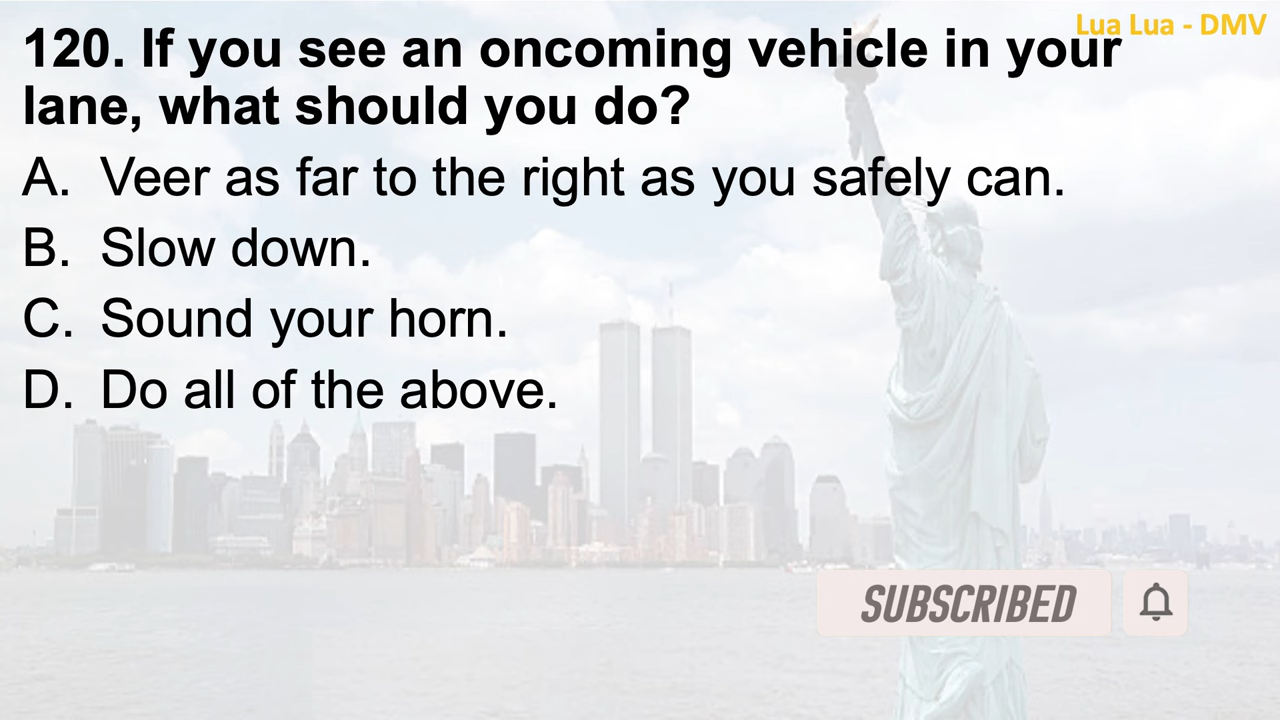 Lua Lua - DMV
120. If you see an oncoming vehicle in your
lane, what should you do?
A. Veer as far to the right as you safely can.
B. Slow down.
C. Sound your horn.
D. Do all of the above.
SUBSCRIBED